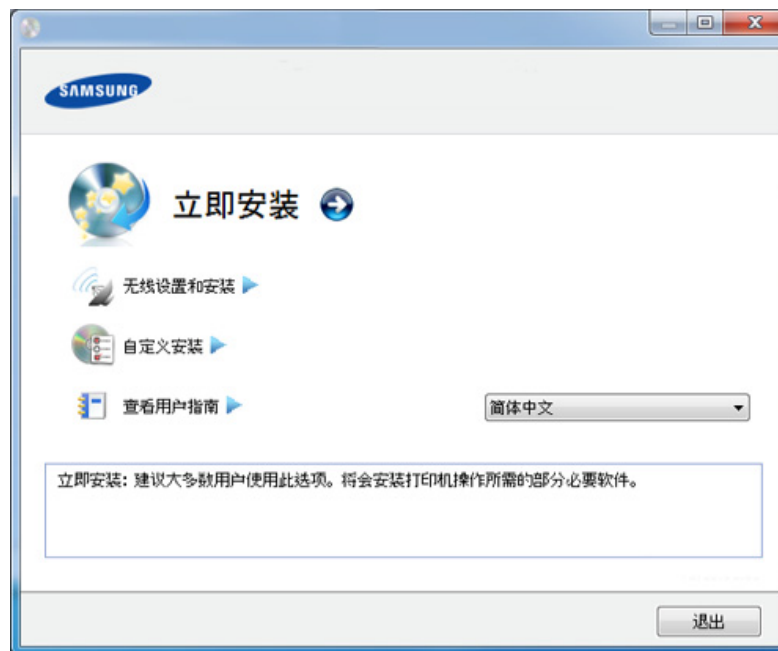 SAMSUNG
立即安装
无线设置和安装
自定义安装
查看用户指南
简体中文
立即安装: 建议大多数用户使用此选项。将会安装打印机操作所需的部分必要软件。
退出